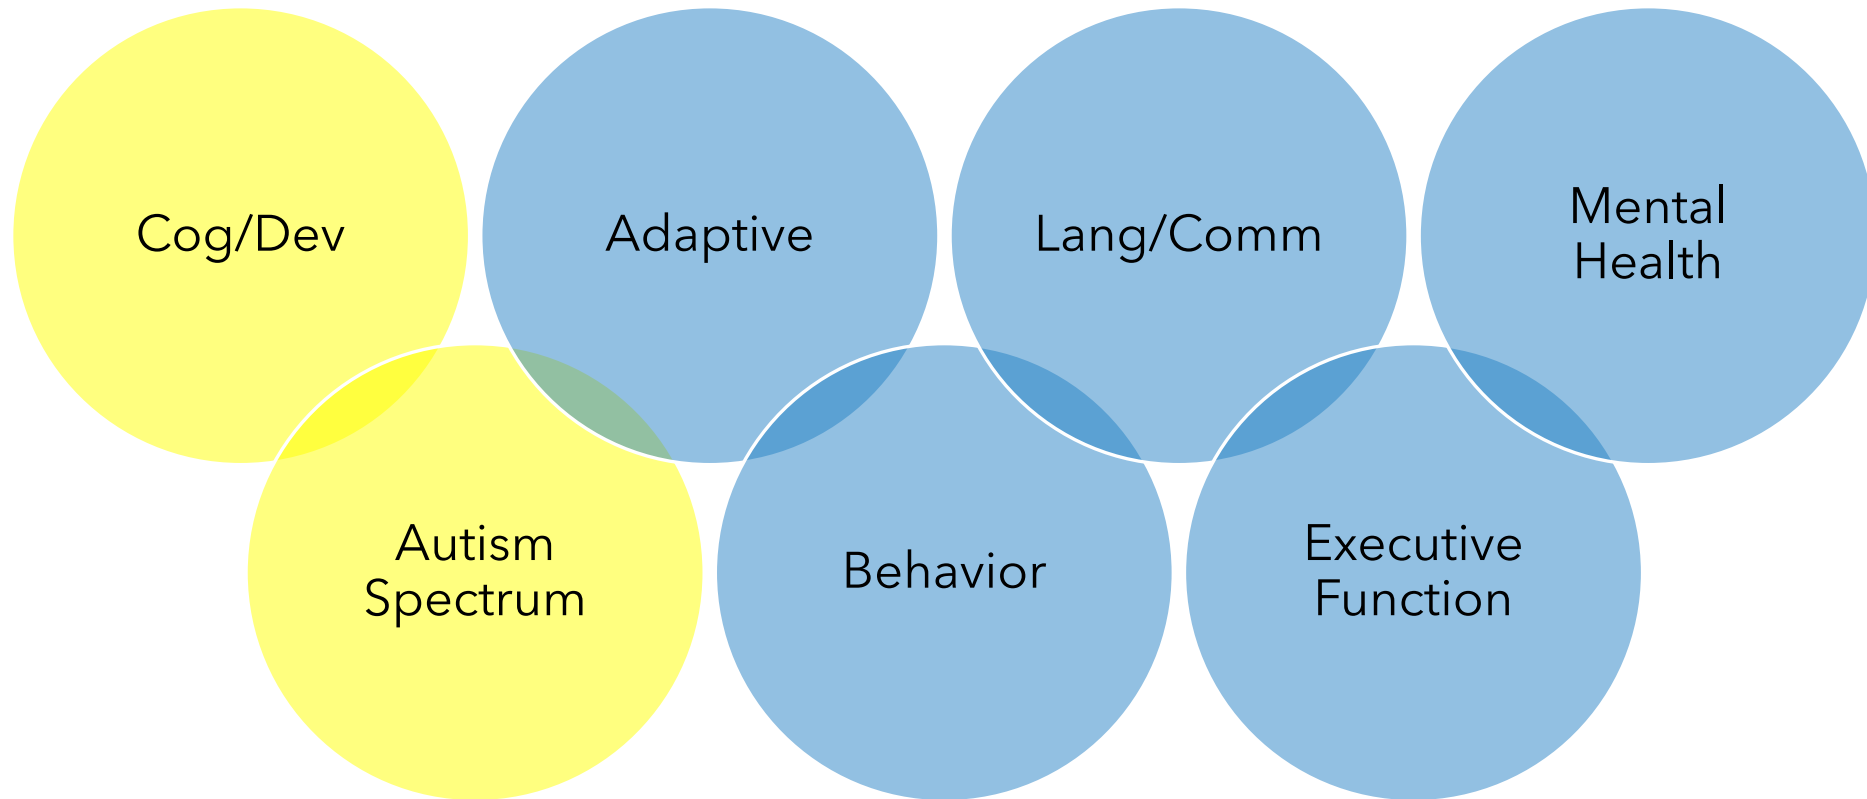 Cog/Dev
Adaptive
Lang/Comm
Mental
Health
Autism
Spectrum
Behavior
Executive
Function